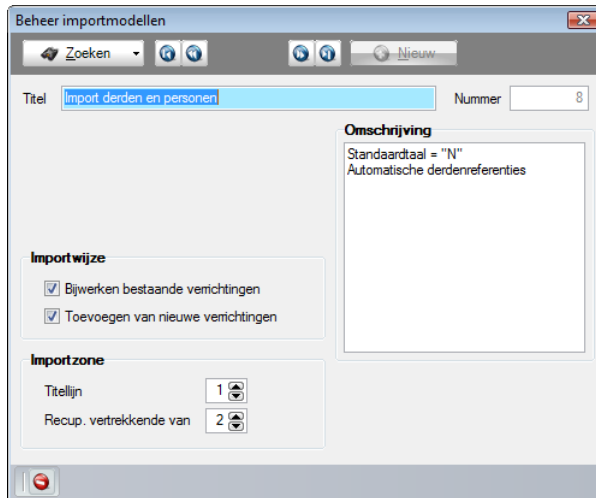 Beheer importmodellen
Zoeken
Nieuw
Titel Import derden en personen Nummer 8
Omschrijving
Standaardtaal = "N"
Automatische derdenreferenties
Importwijze
Bijwerken bestaande verrichtingen
Toevoegen van nieuwe verrichtingen
Importzone
Titellijn 1
Recup. vertrekkende van 2